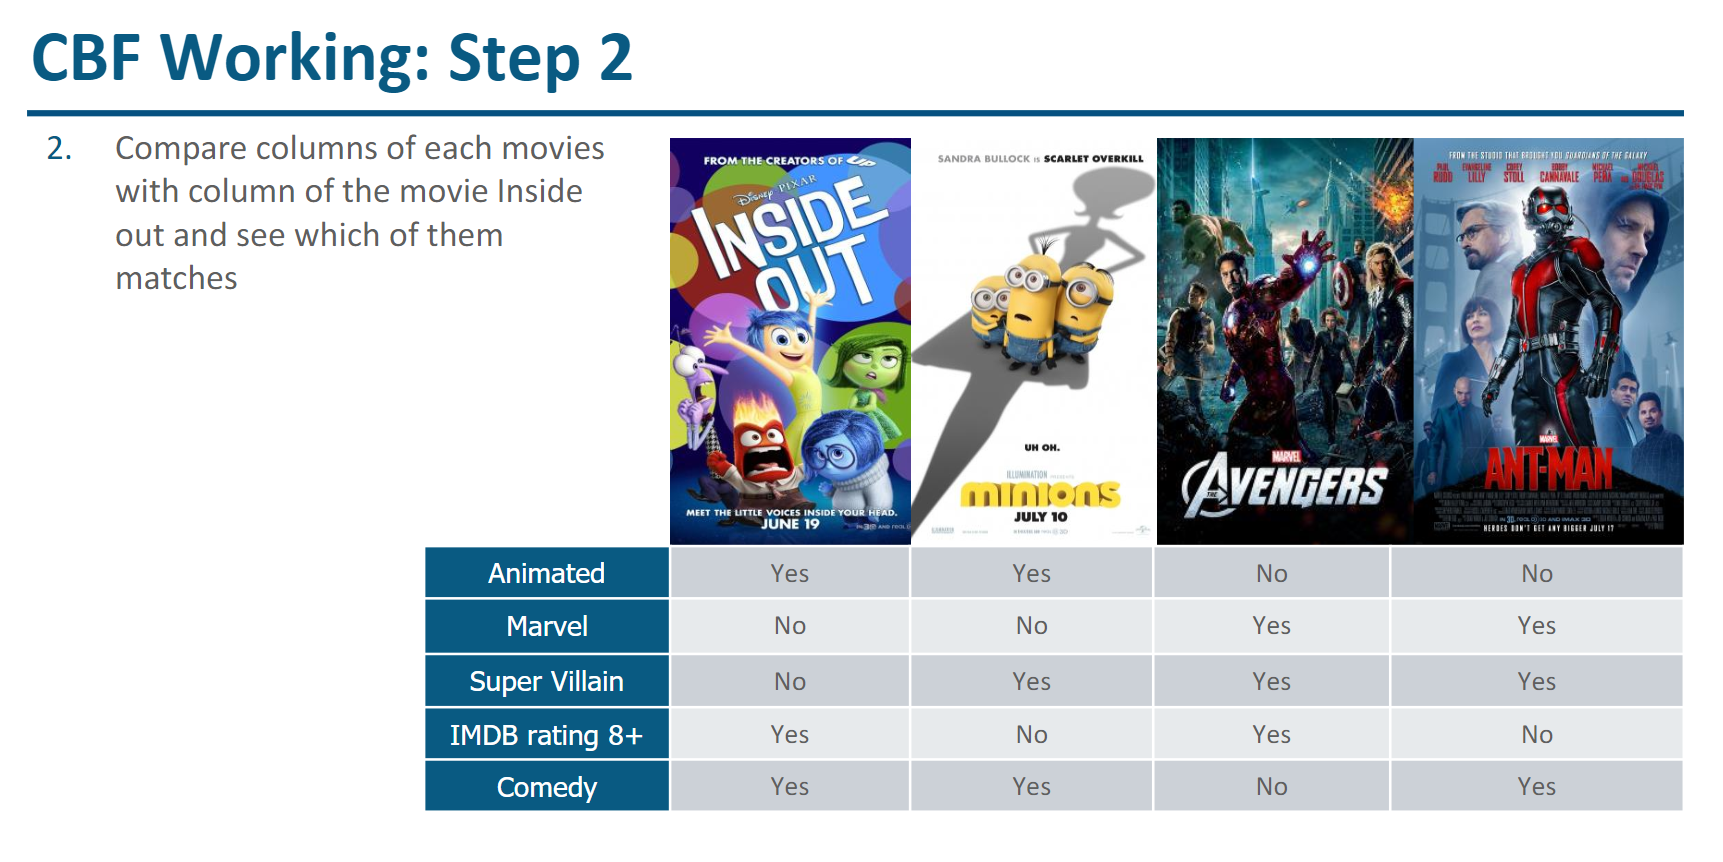 CBF Working: Step 2
2. Compare columns of each movies
with column of the movie Inside
out and see which of them
matches
FROM THE CREATORS OF UP
DISNEY PIXAR
INSIDE
OUT
MEET THE LITTLE VOICES INSIDE YOUR HEAD.
JUNE 19
SANDRA BULLOCK IS SCARLET OVERKILL
UH OH.
ILLUMINATION
minions
JULY 10
MARVEL
THE AVENGERS
FROM THE STUDIO THAT BROUGHT YOU GUARDIANS OF THE GALAXY
PAUL RUDD EVANGELINE LILLY COREY STOLL BOBBY CANNAVALE MICHAEL PEÑA AND MICHAEL DOUGLAS
MARVEL
ANT-MAN
HEROES DON'T GET ANY BIGGER JULY 17
Animated Yes Yes No No
Marvel No No Yes Yes
Super Villain No Yes Yes Yes
IMDB rating 8+ Yes No Yes No
Comedy Yes Yes No Yes